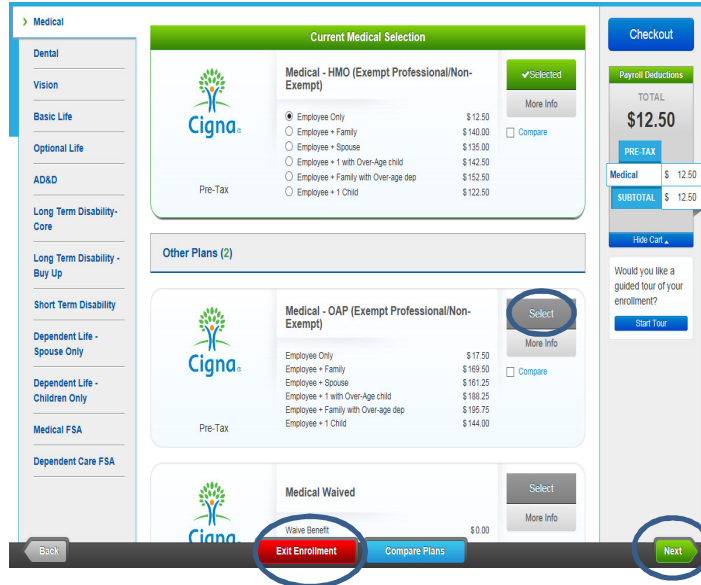 Medical
Dental
Vision
Basic Life
Optional Life
AD&D
Long Term Disability-
Core
Long Term Disability -
Buy Up
Short Term Disability
Dependent Life -
Spouse Only
Dependent Life -
Children Only
Medical FSA
Dependent Care FSA
Current Medical Selection
Cigna®
Pre-Tax
Medical - HMO (Exempt Professional/Non-
Exempt)
Employee Only $ 12.50
Employee + Family $ 140.00
Employee + Spouse $ 135.00
Employee + 1 with Over-Age child $ 142.50
Employee + Family with Over-age dep $ 152.50
Employee + 1 Child $ 122.50
Selected
More Info
Compare
Other Plans (2)
Cigna®
Pre-Tax
Medical - OAP (Exempt Professional/Non-
Exempt)
Employee Only $ 17.50
Employee + Family $ 169.50
Employee + Spouse $ 161.25
Employee + 1 with Over-Age child $ 188.25
Employee + Family with Over-age dep $ 195.75
Employee + 1 Child $ 144.00
Select
More Info
Compare
Cigna
Medical Waived
Waive Benefit $ 0.00
Select
More Info
Checkout
Payroll Deductions
TOTAL
$12.50
PRE-TAX
Medical $ 12.50
SUBTOTAL $ 12.50
Hide Cart
Would you like a
guided tour of your
enrollment?
Start Tour
Back
Exit Enrollment
Compare Plans
Next